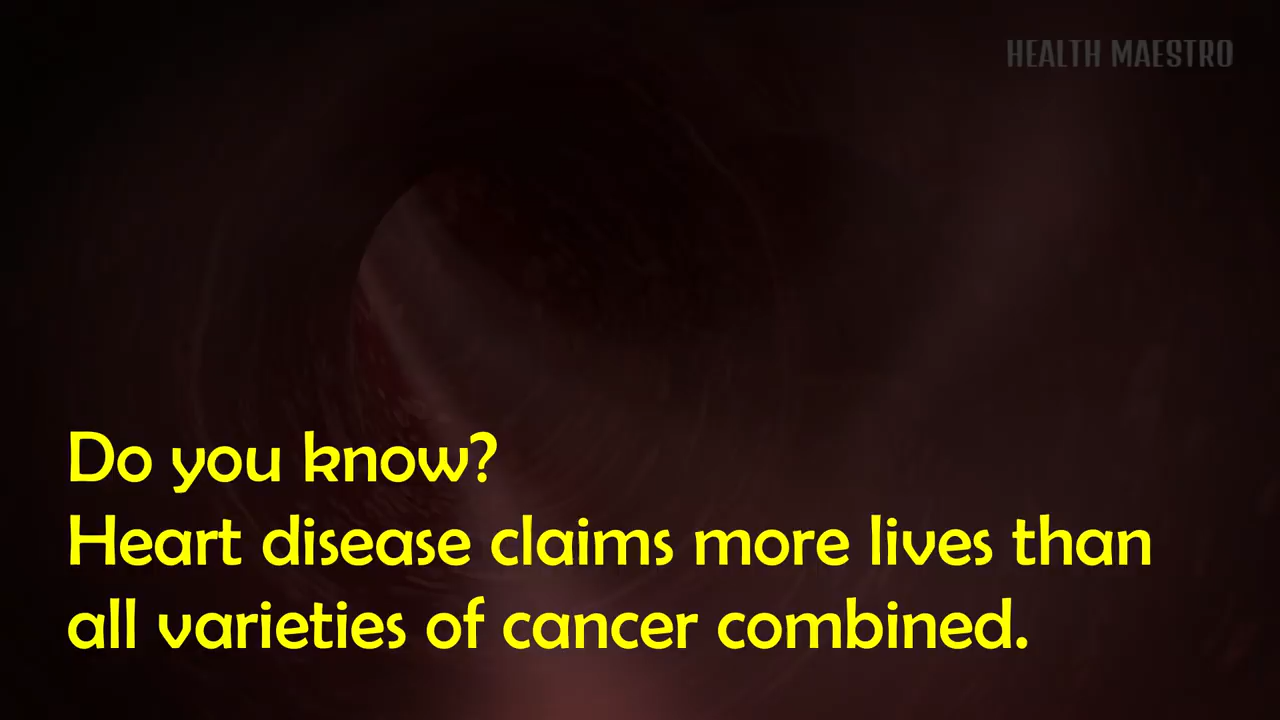 HEALTH MAESTRO
Do you know?
Heart disease claims more lives than
all varieties of cancer combined.